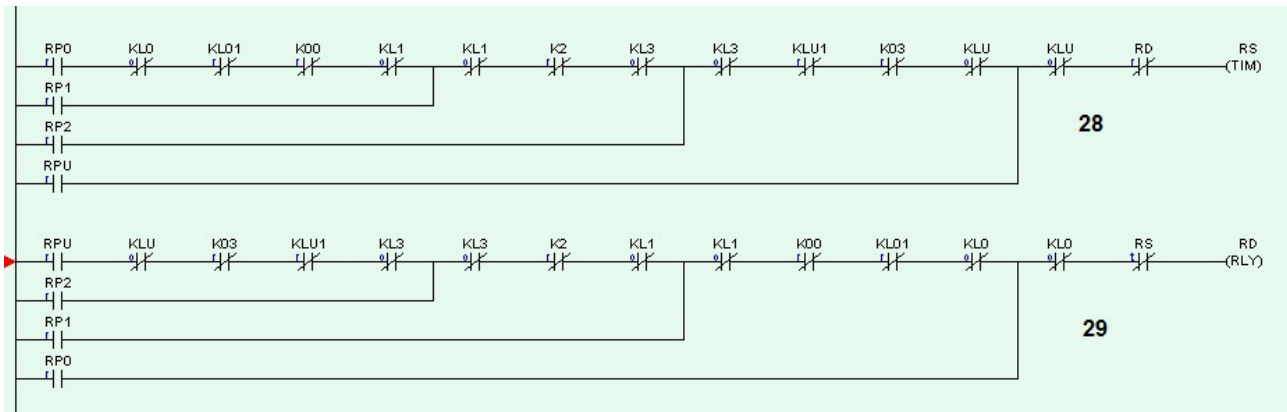 RP0 KL0 KL01 K00 KL1 KL1 K2 KL3 KL3 KLU1 K03 KLU KLU RD RS
r o r r o o r o o r r o o r (TIM)
RP1
r
RP2
r
28
RPU
r
RPU KLU K03 KLU1 KL3 KL3 K2 KL1 KL1 K00 KL01 KL0 KL0 RS RD
r o r r o o r o o r r o o t (RLY)
RP2
r
RP1
r
29
RP0
r